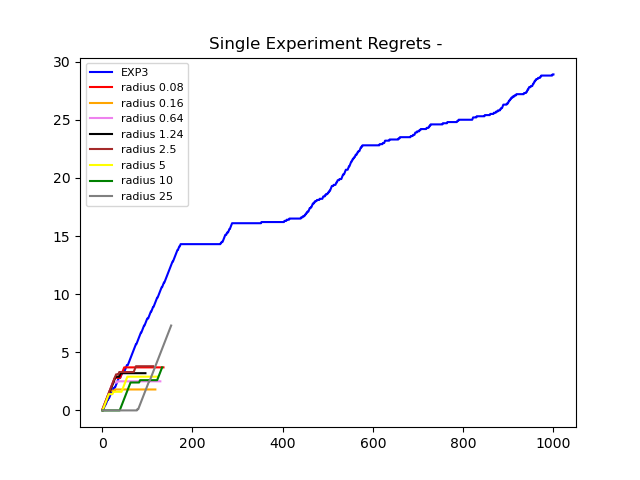 Single Experiment Regrets -
30
25
20
15
10
5
0
EXP3
radius 0.08
radius 0.16
radius 0.64
radius 1.24
radius 2.5
radius 5
radius 10
radius 25
0 200 400 600 800 1000